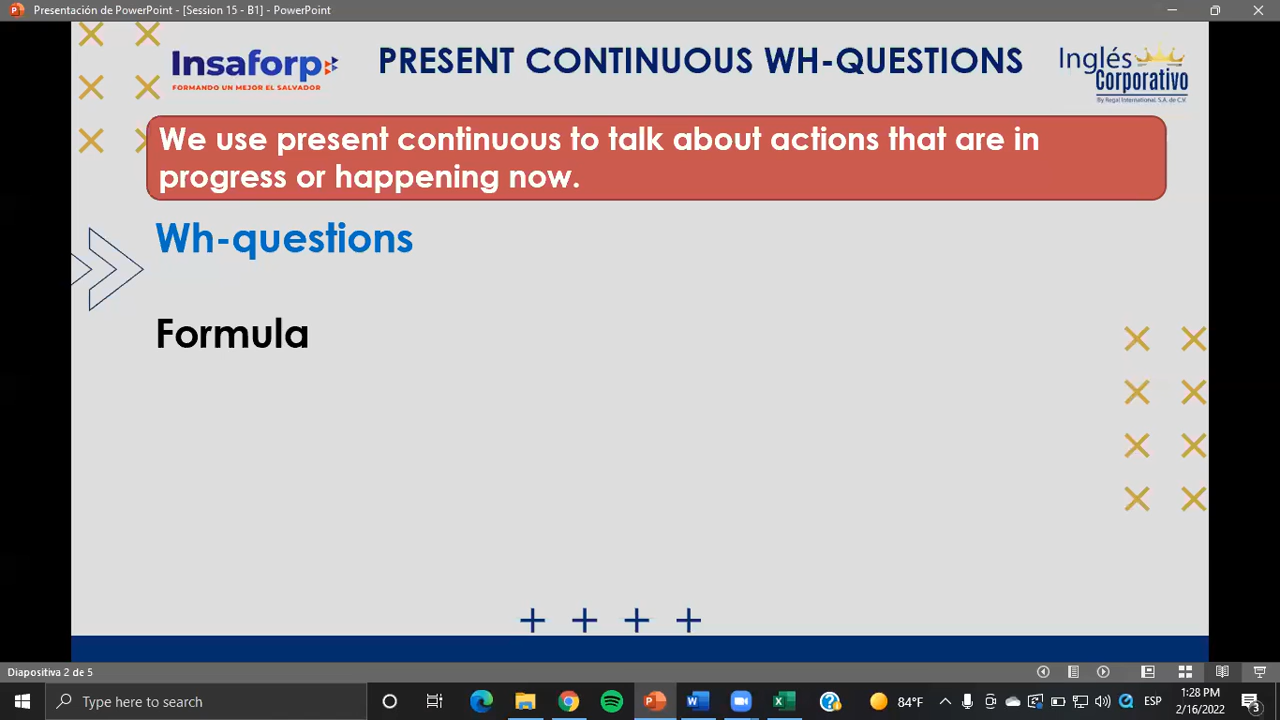 Presentación de PowerPoint - [Session 15 - B1] - PowerPoint
Insaforp
FORMANDO UN MEJOR EL SALVADOR
PRESENT CONTINUOUS WH-QUESTIONS
Inglés
Corporativo
By Regal International, S.A. de C.V.
We use present continuous to talk about actions that are in
progress or happening now.
Wh-questions
Formula
Diapositiva 2 de 5
Type here to search
84°F
ESP
1:28 PM
2/16/2022
3